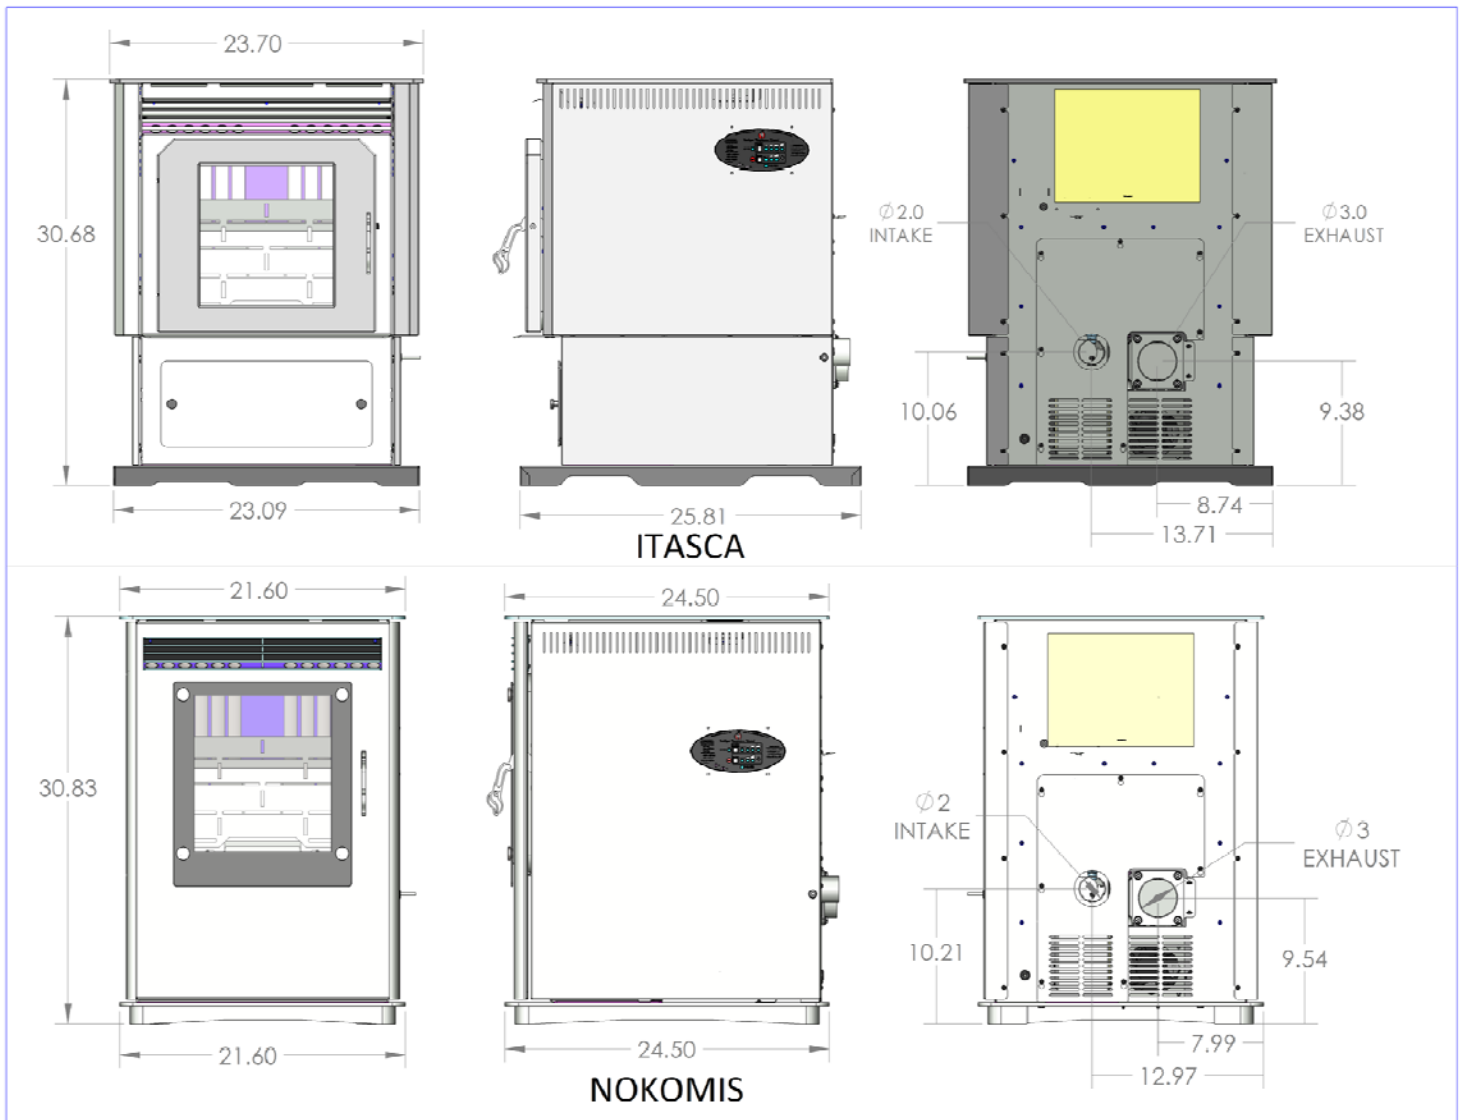 23.70
30.68
23.09
25.81
Ø2.0
INTAKE
Ø3.0
EXHAUST
10.06
9.38
8.74
13.71
ITASCA
21.60
30.83
21.60
24.50
24.50
Ø2
INTAKE
Ø3
EXHAUST
10.21
9.54
7.99
12.97
NOKOMIS